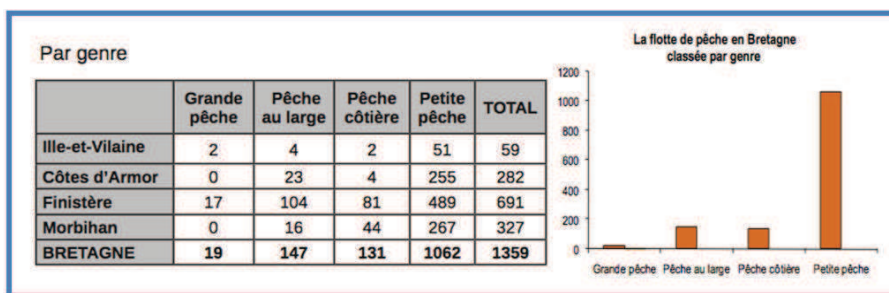 Par genre
Grande pêche Pêche au large Pêche côtière Petite pêche TOTAL
Ille-et-Vilaine 2 4 2 51 59
Côtes d'Armor 0 23 4 255 282
Finistère 17 104 81 489 691
Morbihan 0 16 44 267 327
BRETAGNE 19 147 131 1062 1359
La flotte de pêche en Bretagne
classée par genre
1200
1000
800
600
400
200
0
Grande pêche Pêche au large Pêche côtière Petite pêche